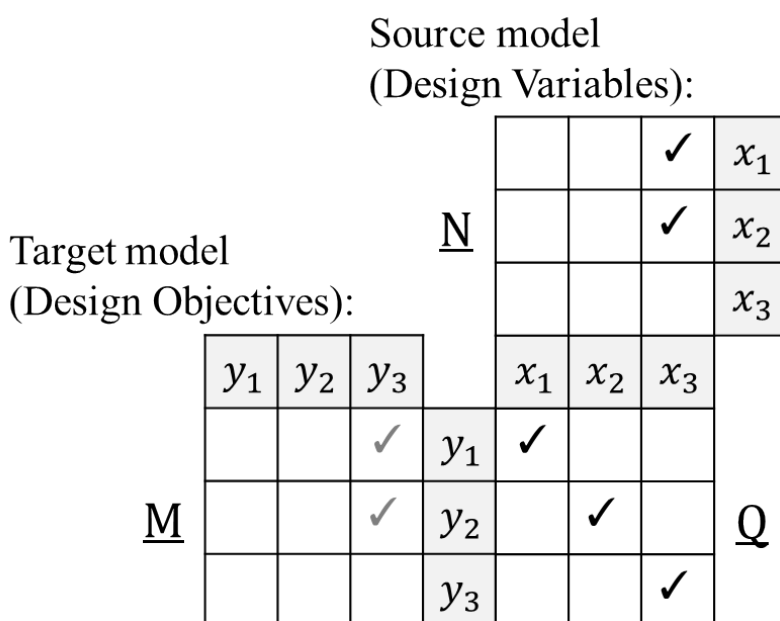 Source model
(Design Variables):
✓ x₁
N ✓ x₂
x₃
Target model
(Design Objectives):
y₁ y₂ y₃ x₁ x₂ x₃
✓ y₁ ✓
M ✓ y₂ ✓ Q
y₃ ✓